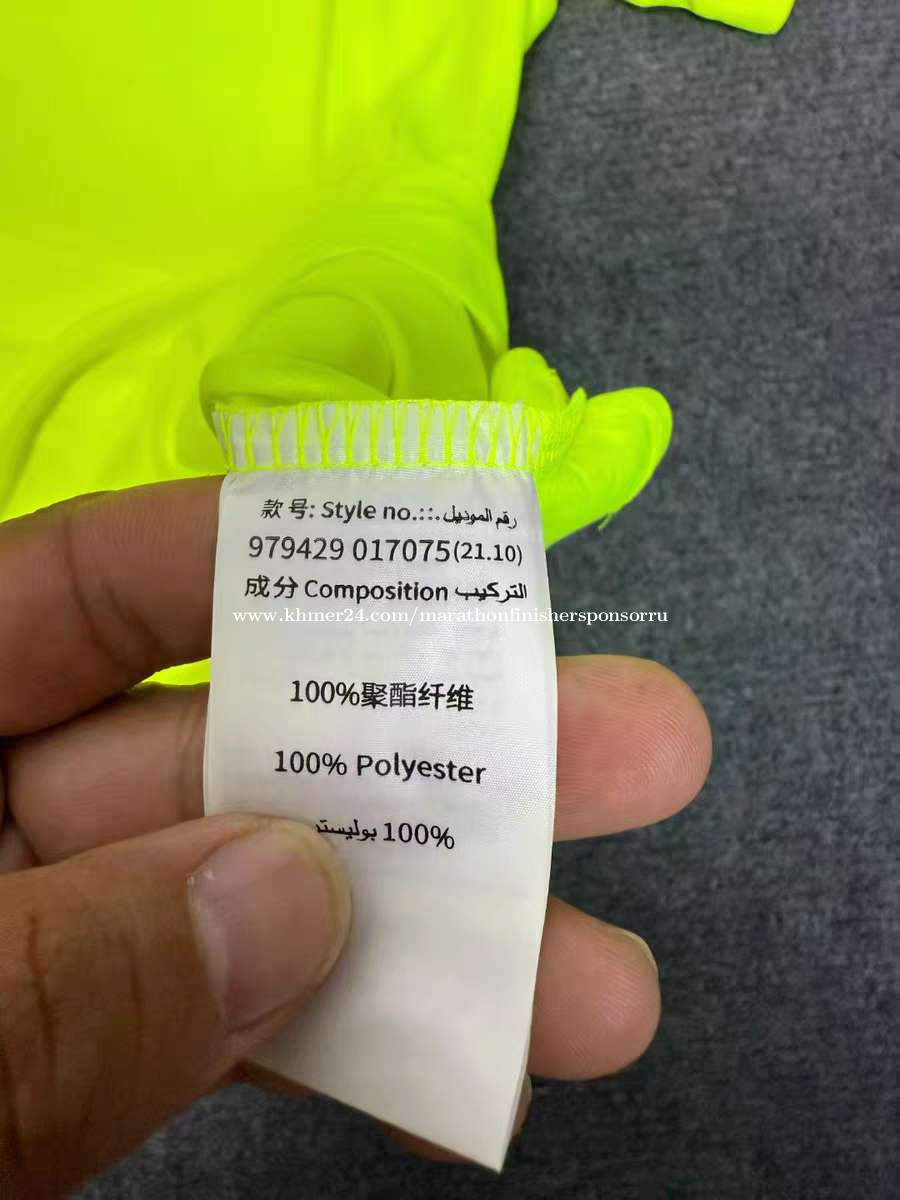 款号: Style no.::. رقم الموديل
979429 017075(21.10)
成分 Composition التركيب
www.khmer24.com/marathonfinishersponsorru
100%聚酯纤维
100% Polyester
100% بوليستر